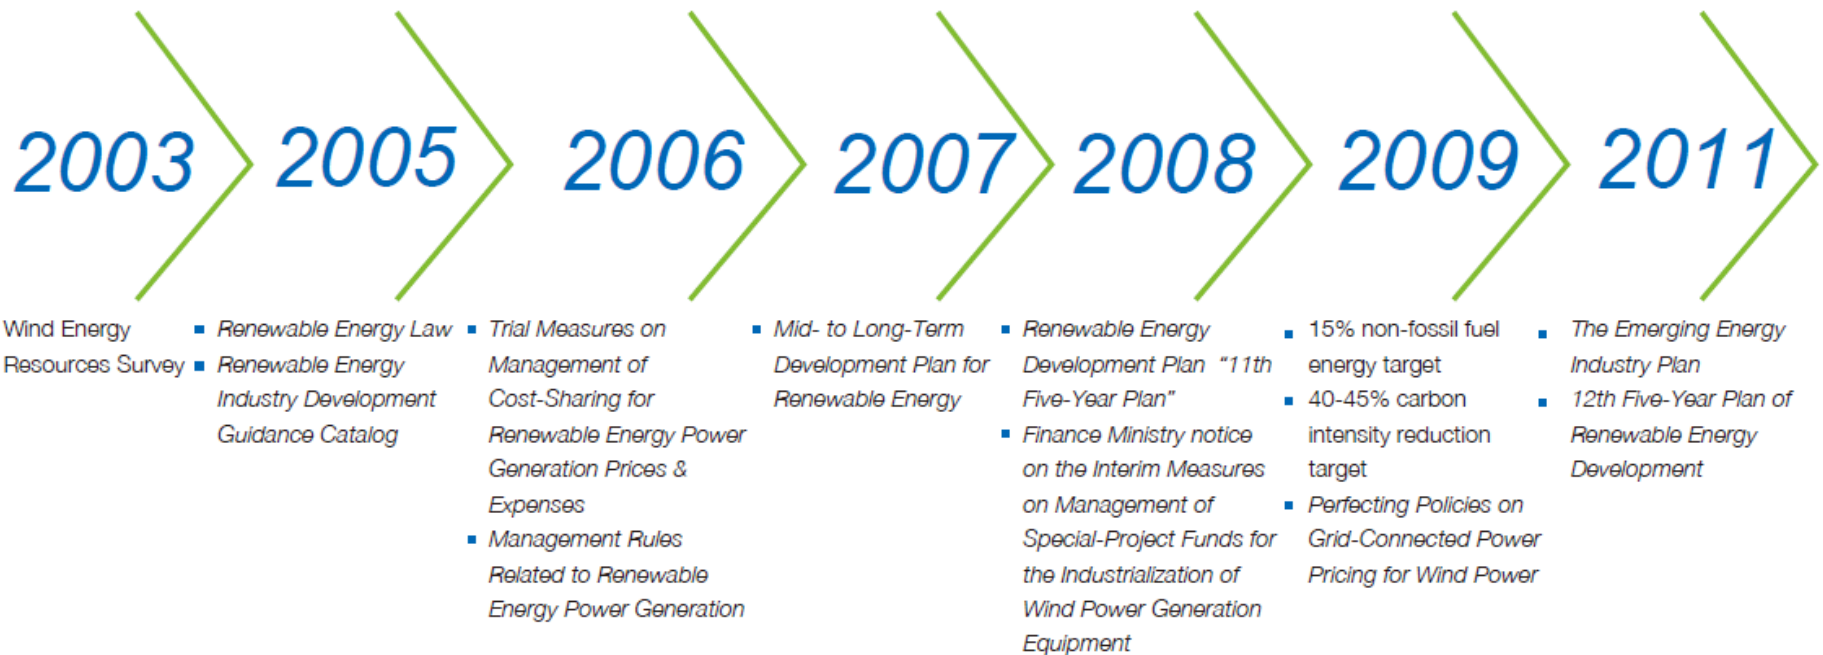 2003
2005
2006
2007
2008
2009
2011
Wind Energy
Resources Survey
Renewable Energy Law
Renewable Energy
Industry Development
Guidance Catalog
Trial Measures on
Management of
Cost-Sharing for
Renewable Energy Power
Generation Prices &
Expenses
Management Rules
Related to Renewable
Energy Power Generation
Mid- to Long-Term
Development Plan for
Renewable Energy
Renewable Energy
Development Plan “11th
Five-Year Plan”
Finance Ministry notice
on the Interim Measures
on Management of
Special-Project Funds for
the Industrialization of
Wind Power Generation
Equipment
15% non-fossil fuel
energy target
40-45% carbon
intensity reduction
target
Perfecting Policies on
Grid-Connected Power
Pricing for Wind Power
The Emerging Energy
Industry Plan
12th Five-Year Plan of
Renewable Energy
Development